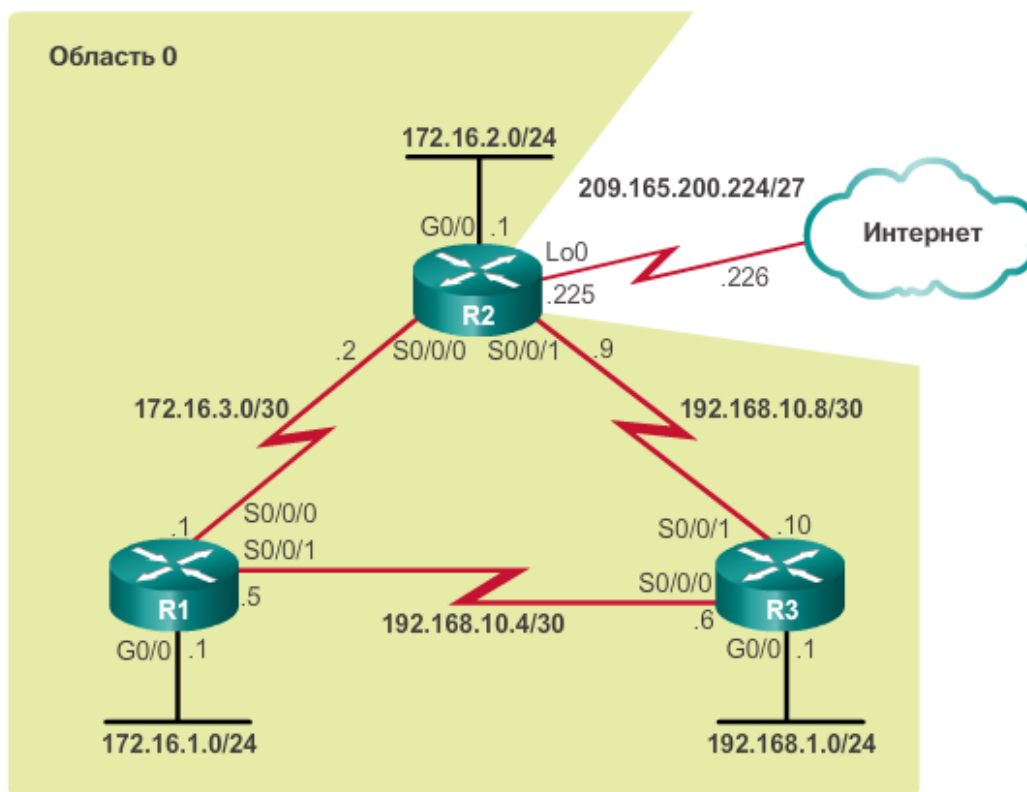 Область 0
172.16.2.0/24
209.165.200.224/27
G0/0 .1
Интернет
Lo0
.225
.226
R2
.2 S0/0/0 S0/0/1 .9
172.16.3.0/30
192.168.10.8/30
.1 S0/0/0
S0/0/1 .10
S0/0/1
S0/0/0
R1
.5
192.168.10.4/30
.6
R3
G0/0 .1
G0/0 .1
172.16.1.0/24
192.168.1.0/24